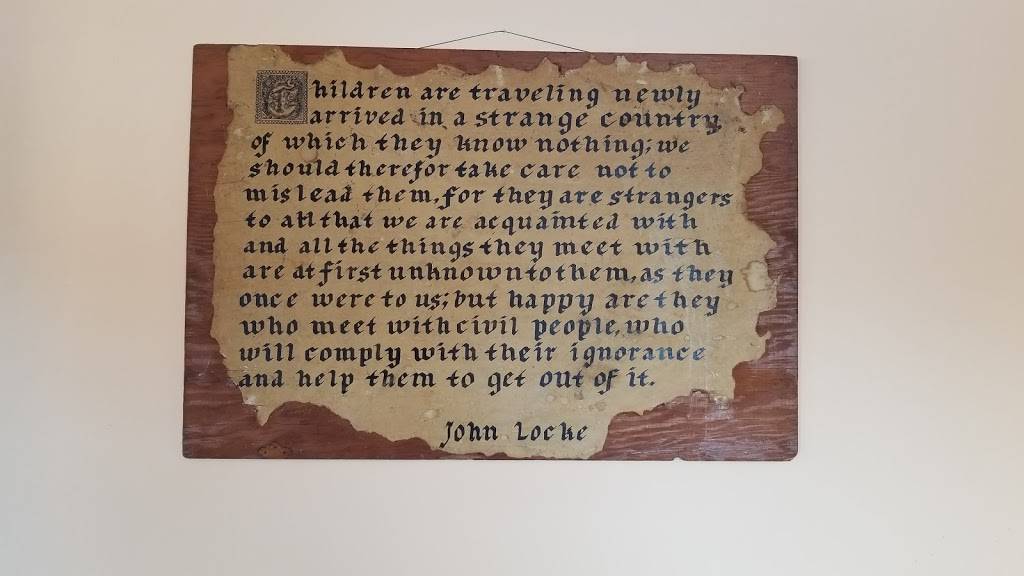 Children are traveling newly
arrived in a strange country,
of which they know nothing; we
should therefor take care not to
mislead them, for they are strangers
to all that we are acquainted with
and all the things they meet with
are at first unknown to them, as they
once were to us; but happy are they
who meet with civil people, who
will comply with their ignorance
and help them to get out of it.
John Locke